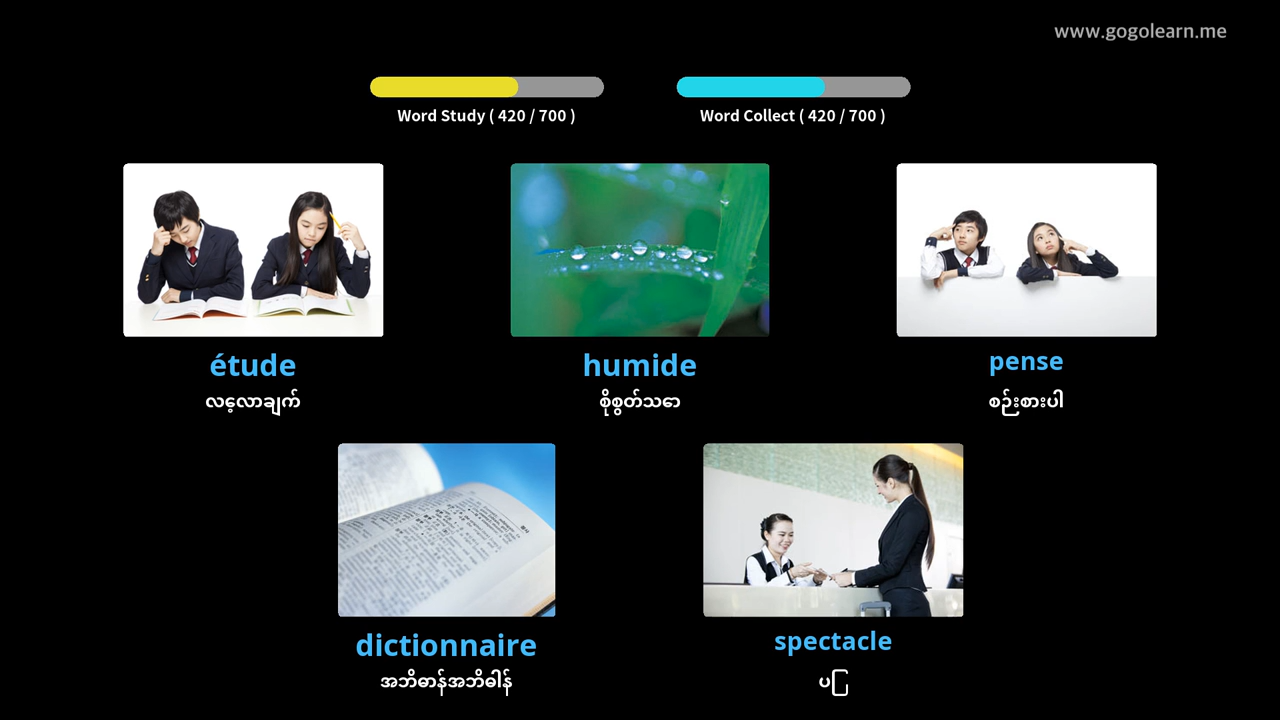 www.gogolearn.me
Word Study ( 420 / 700 )
Word Collect ( 420 / 700 )
étude
humide
pense
လေ့လာချက်
စိုစွတ်သော
စဉ်းစားပါ
dictionnaire
spectacle
အဘိဓာန်အဘိဓါန်
ပြ